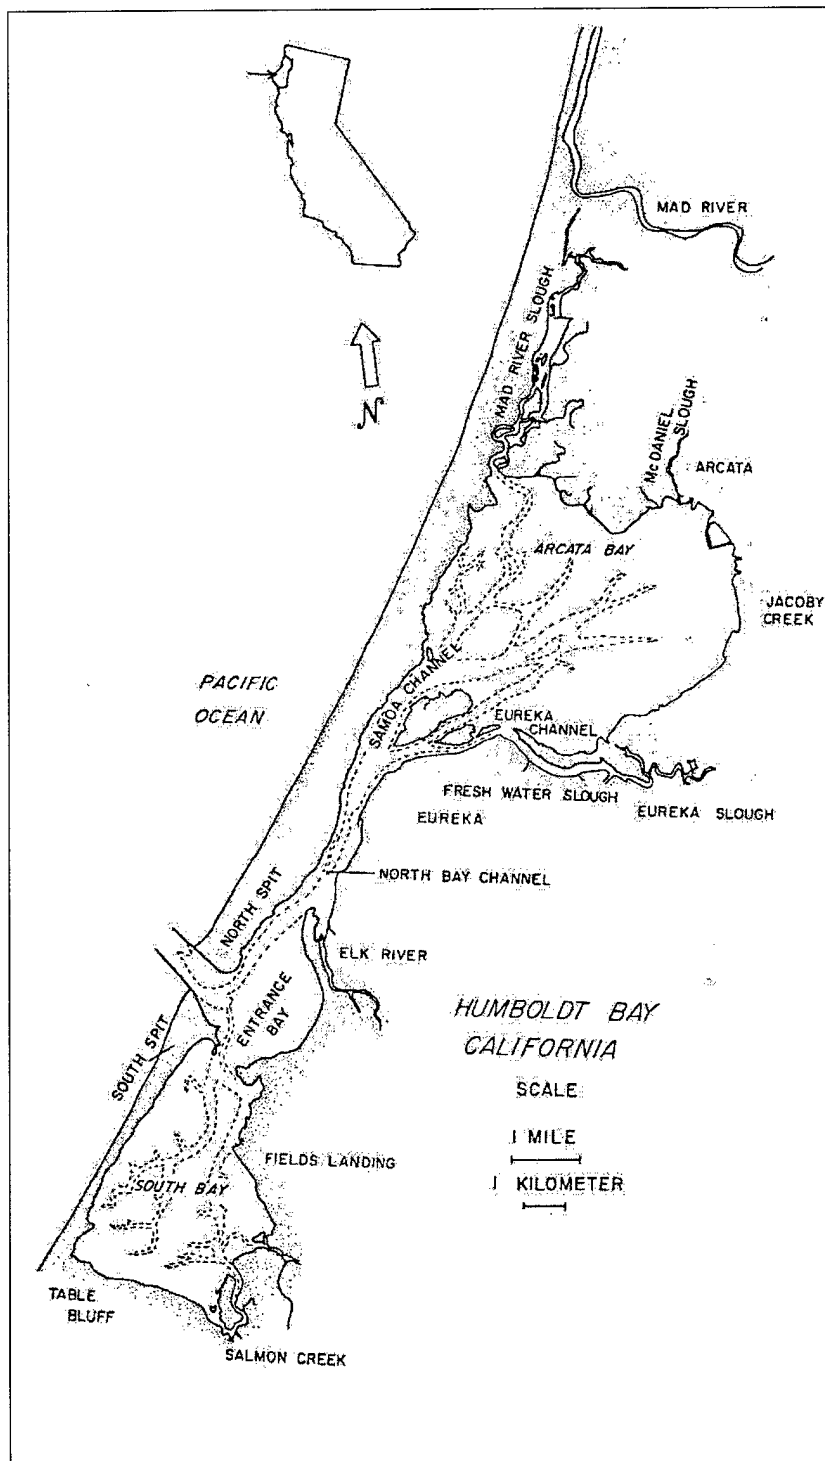 MAD RIVER
MAD RIVER SLOUGH
N
McDANIEL
SLOUGH
ARCATA
ARCATA BAY
JACOBY
CREEK
PACIFIC
OCEAN
SAMOA CHANNEL
EUREKA
CHANNEL
FRESH WATER SLOUGH
EUREKA SLOUGH
EUREKA
NORTH BAY CHANNEL
NORTH SPIT
ELK RIVER
ENTRANCE
BAY
HUMBOLDT BAY
CALIFORNIA
SOUTH SPIT
SCALE
1 MILE
1 KILOMETER
FIELDS LANDING
SOUTH BAY
TABLE
BLUFF
SALMON CREEK